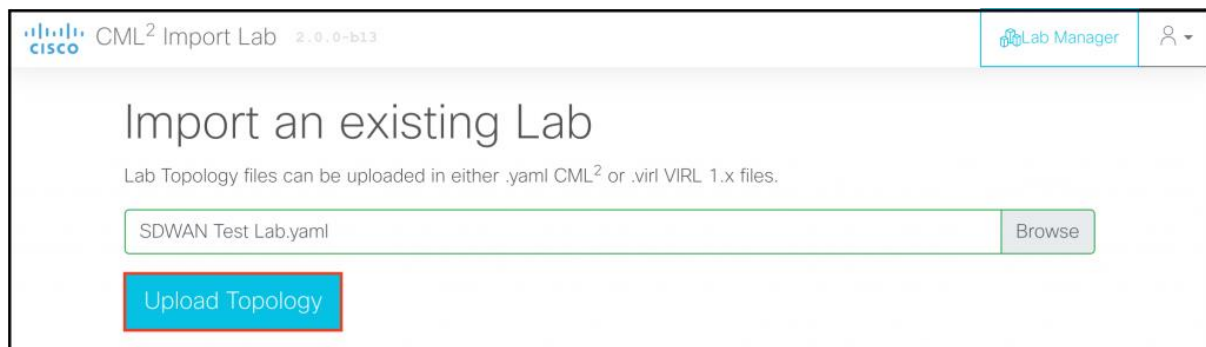 CISCO CML² Import Lab 2.0.0-b13 Lab Manager
Import an existing Lab
Lab Topology files can be uploaded in either .yaml CML² or .virl VIRL 1.x files.
SDWAN Test Lab.yaml Browse
Upload Topology